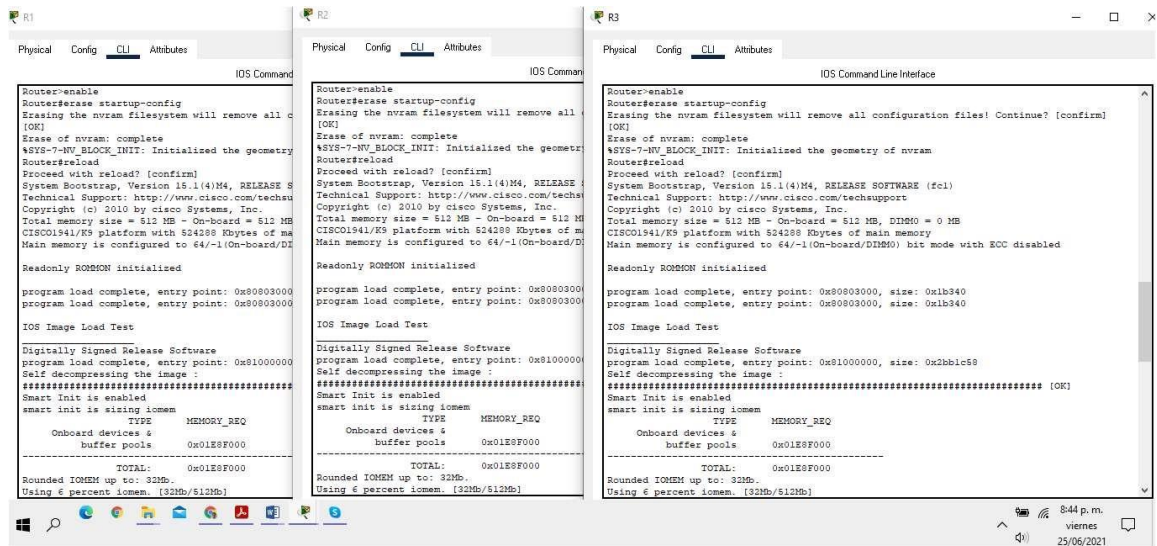 R1
Physical Config CLI Attributes
IOS Command
Router>enable
Router#erase startup-config
Erasing the nvram filesystem will remove all c
[OK]
Erase of nvram: complete
%SYS-7-NV_BLOCK_INIT: Initialized the geometry
Router#reload
Proceed with reload? [confirm]
System Bootstrap, Version 15.1(4)M4, RELEASE S
Technical Support: http://www.cisco.com/techsu
Copyright (c) 2010 by cisco Systems, Inc.
Total memory size = 512 MB - On-board = 512 MB
CISCO1941/K9 platform with 524288 Kbytes of ma
Main memory is configured to 64/-1(On-board/DI
Readonly ROMMON initialized
program load complete, entry point: 0x80803000
program load complete, entry point: 0x80803000
IOS Image Load Test
___________________
Digitally Signed Release Software
program load complete, entry point: 0x81000000
Self decompressing the image :
##############################################
Smart Init is enabled
smart init is sizing iomem
TYPE MEMORY_REQ
Onboard devices &
buffer pools 0x01E8F000
-----------------------------------------------
TOTAL: 0x01E8F000
Rounded IOMEM up to: 32Mb.
Using 6 percent iomem. [32Mb/512Mb]
R2
Physical Config CLI Attributes
IOS Comman
Router>enable
Router#erase startup-config
Erasing the nvram filesystem will remove all
[OK]
Erase of nvram: complete
%SYS-7-NV_BLOCK_INIT: Initialized the geometr
Router#reload
Proceed with reload? [confirm]
System Bootstrap, Version 15.1(4)M4, RELEASE
Technical Support: http://www.cisco.com/techs
Copyright (c) 2010 by cisco Systems, Inc.
Total memory size = 512 MB - On-board = 512 M
CISCO1941/K9 platform with 524288 Kbytes of ma
Main memory is configured to 64/-1(On-board/D
Readonly ROMMON initialized
program load complete, entry point: 0x8080300
program load complete, entry point: 0x8080300
IOS Image Load Test
___________________
Digitally Signed Release Software
program load complete, entry point: 0x8100000
Self decompressing the image :
#############################################
Smart Init is enabled
smart init is sizing iomem
TYPE MEMORY_REQ
Onboard devices &
buffer pools 0x01E8F000
-----------------------------------------------
TOTAL: 0x01E8F000
Rounded IOMEM up to: 32Mb.
Using 6 percent iomem. [32Mb/512Mb]
R3
Physical Config CLI Attributes
IOS Command Line Interface
Router>enable
Router#erase startup-config
Erasing the nvram filesystem will remove all configuration files! Continue? [confirm]
[OK]
Erase of nvram: complete
%SYS-7-NV_BLOCK_INIT: Initialized the geometry of nvram
Router#reload
Proceed with reload? [confirm]
System Bootstrap, Version 15.1(4)M4, RELEASE SOFTWARE (fc1)
Technical Support: http://www.cisco.com/techsupport
Copyright (c) 2010 by cisco Systems, Inc.
Total memory size = 512 MB - On-board = 512 MB, DIMM0 = 0 MB
CISCO1941/K9 platform with 524288 Kbytes of main memory
Main memory is configured to 64/-1(On-board/DIMM0) bit mode with ECC disabled
Readonly ROMMON initialized
program load complete, entry point: 0x80803000, size: 0x1b340
program load complete, entry point: 0x80803000, size: 0x1b340
IOS Image Load Test
___________________
Digitally Signed Release Software
program load complete, entry point: 0x81000000, size: 0x2bb1c58
Self decompressing the image :
########################################################################## [OK]
Smart Init is enabled
smart init is sizing iomem
TYPE MEMORY_REQ
Onboard devices &
buffer pools 0x01E8F000
-----------------------------------------------
TOTAL: 0x01E8F000
Rounded IOMEM up to: 32Mb.
Using 6 percent iomem. [32Mb/512Mb]
8:44 p. m.
viernes
25/06/2021